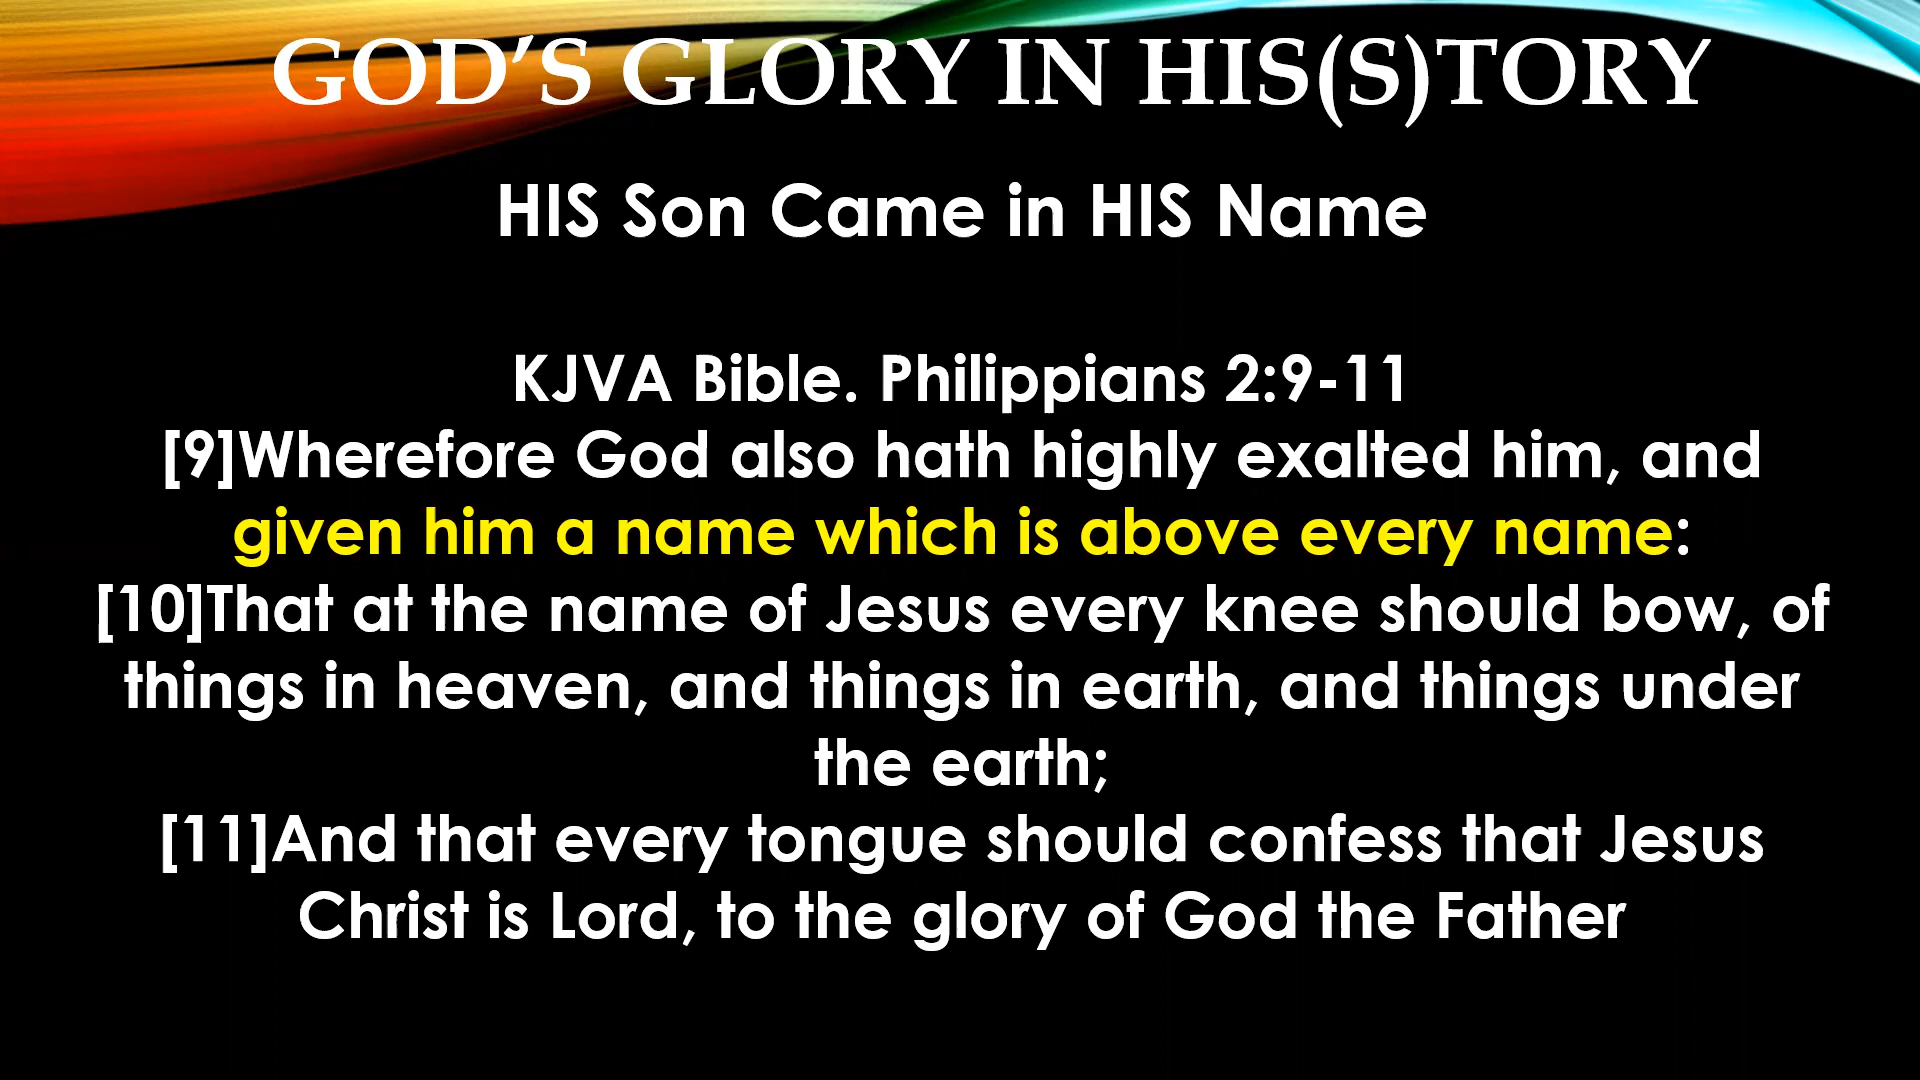 GOD’S GLORY IN HIS(S)TORY
HIS Son Came in HIS Name
KJVA Bible. Philippians 2:9-11
[9]Wherefore God also hath highly exalted him, and
given him a name which is above every name:
[10]That at the name of Jesus every knee should bow, of
things in heaven, and things in earth, and things under
the earth;
[11]And that every tongue should confess that Jesus
Christ is Lord, to the glory of God the Father